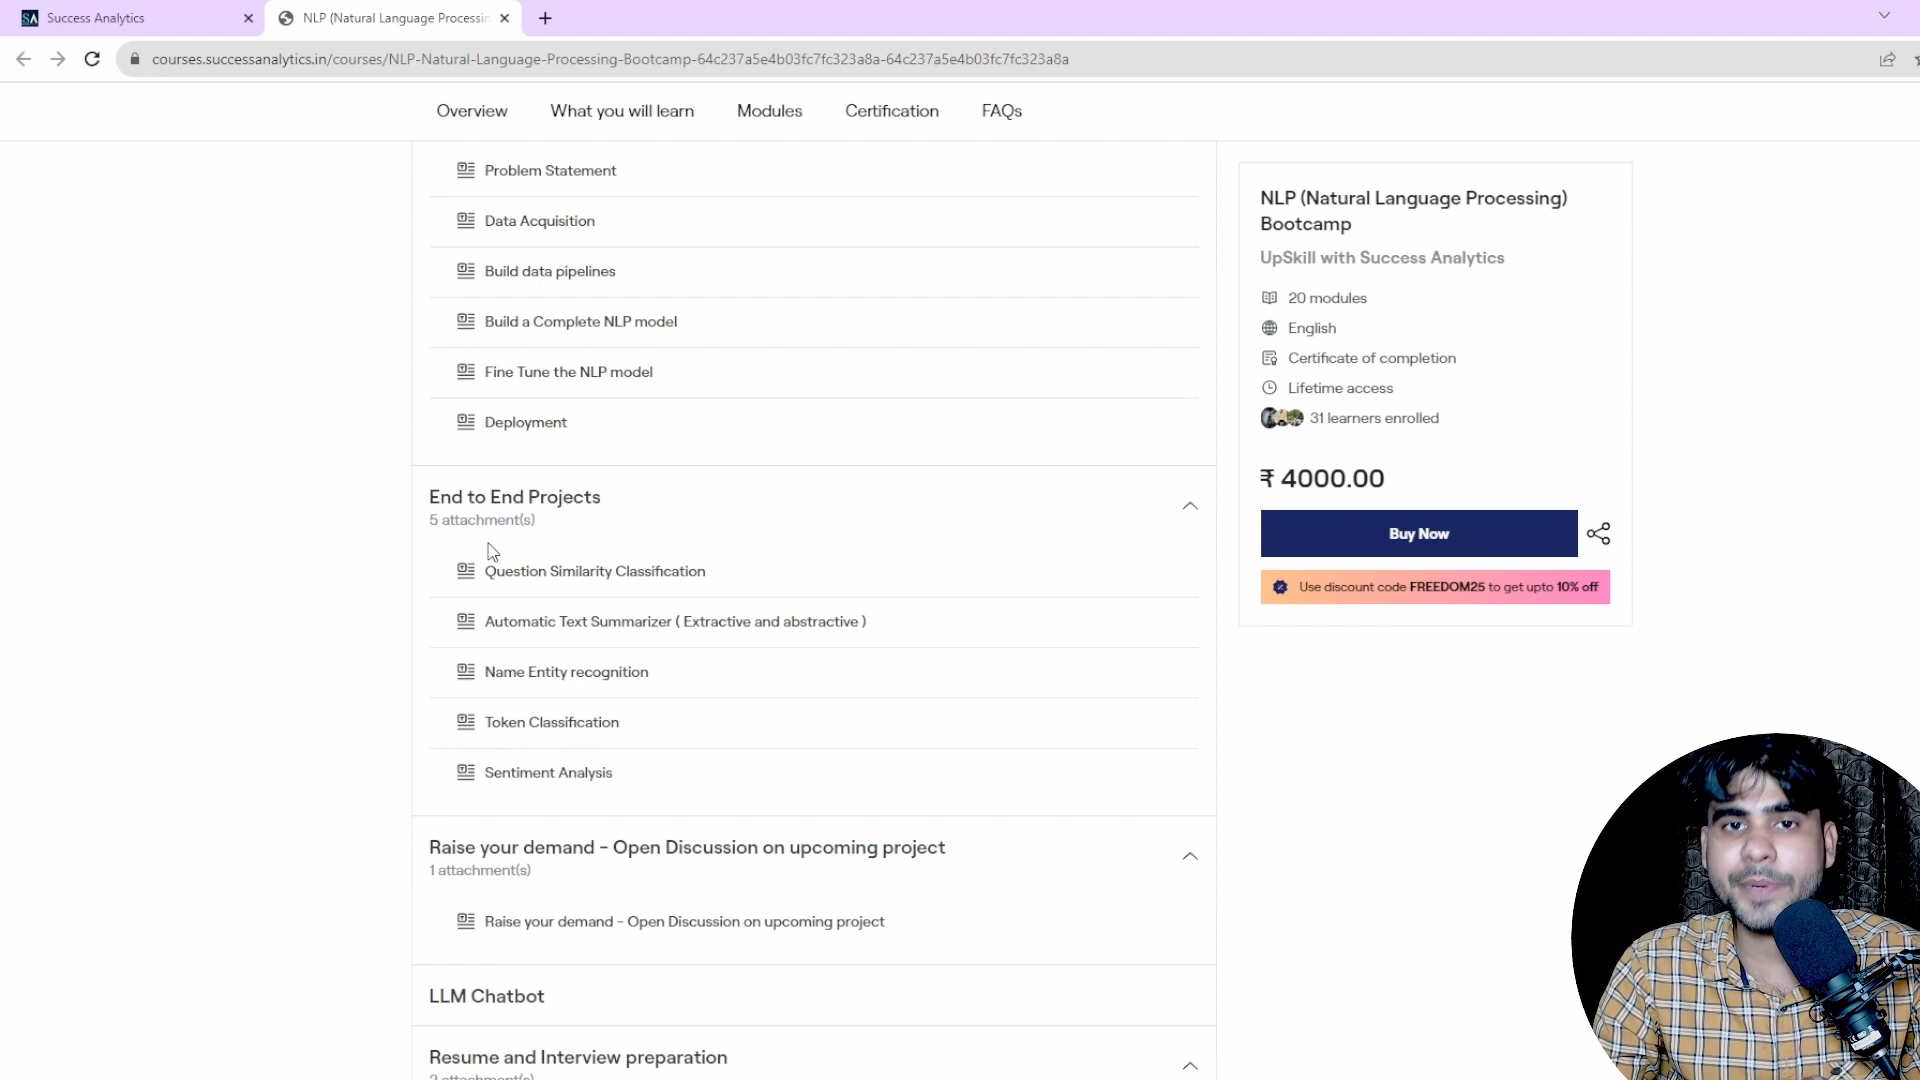 Success Analytics
NLP (Natural Language Processin
courses.successanalytics.in/courses/NLP-Natural-Language-Processing-Bootcamp-64c237a5e4b03fc7fc323a8a-64c237a5e4b03fc7fc323a8a
Overview What you will learn Modules Certification FAQs
Problem Statement
Data Acquisition
Build data pipelines
Build a Complete NLP model
Fine Tune the NLP model
Deployment
End to End Projects
5 attachment(s)
Question Similarity Classification
Automatic Text Summarizer ( Extractive and abstractive )
Name Entity recognition
Token Classification
Sentiment Analysis
Raise your demand - Open Discussion on upcoming project
1 attachment(s)
Raise your demand - Open Discussion on upcoming project
LLM Chatbot
Resume and Interview preparation
2 attachment(s)
NLP (Natural Language Processing)
Bootcamp
UpSkill with Success Analytics
20 modules
English
Certificate of completion
Lifetime access
31 learners enrolled
₹ 4000.00
Buy Now
Use discount code FREEDOM25 to get upto 10% off